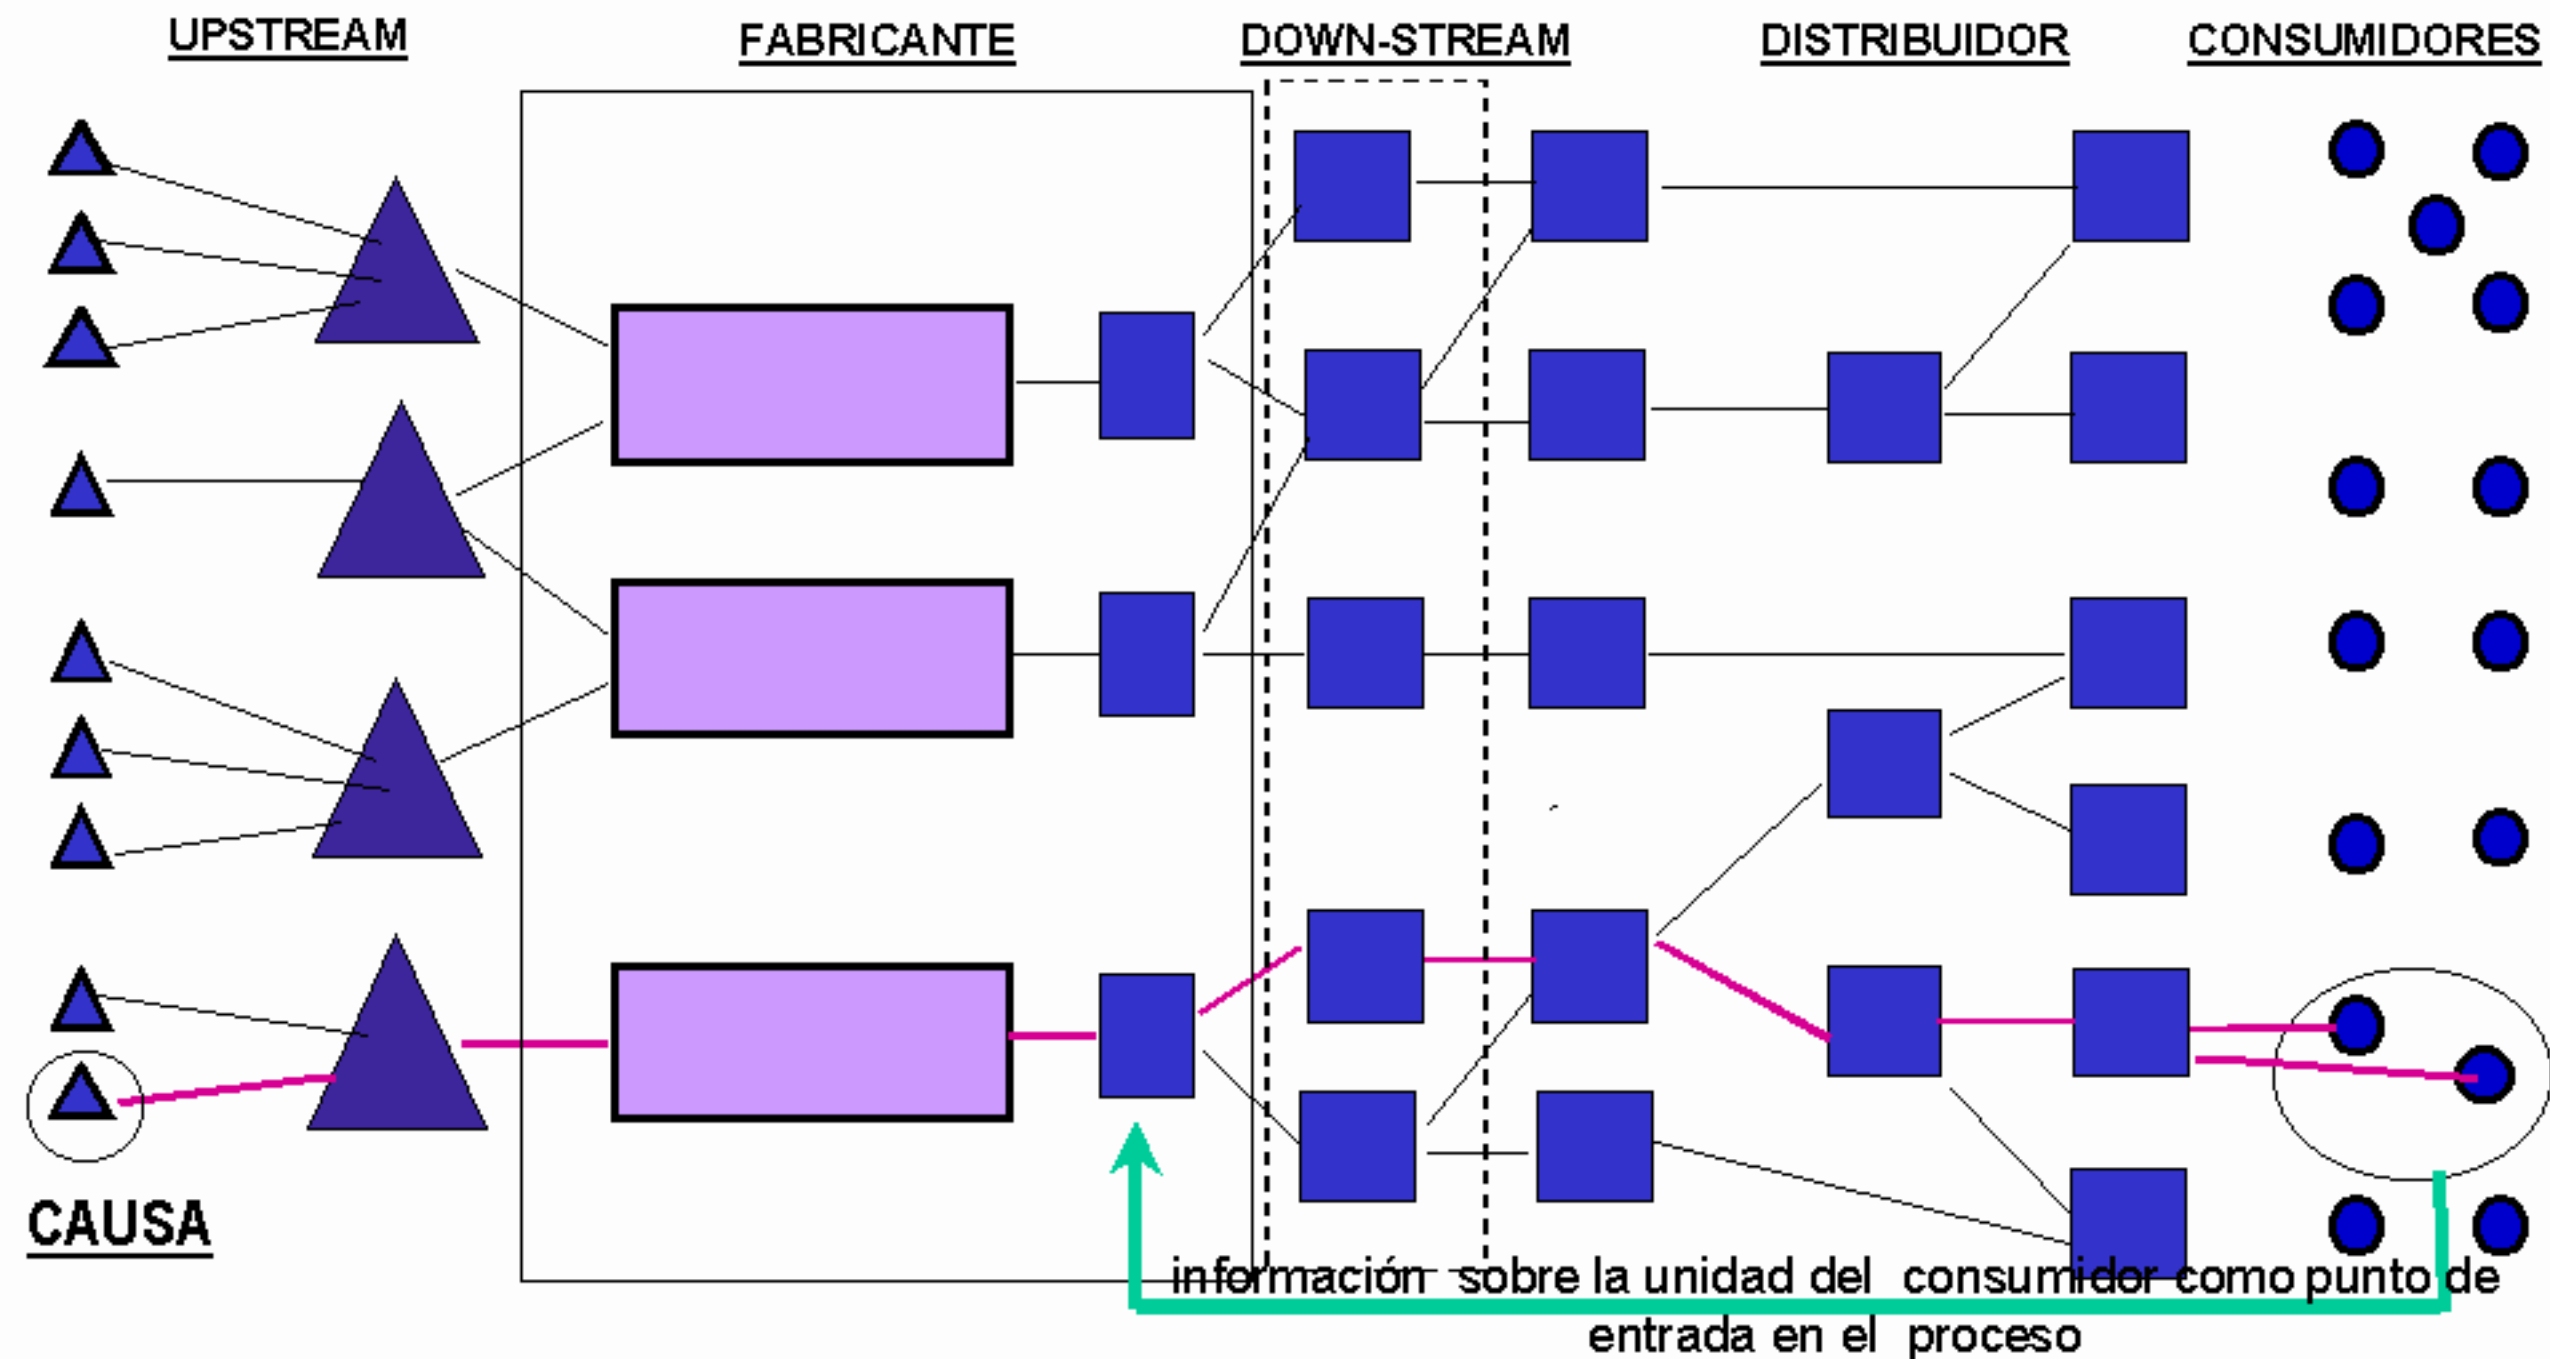 UPSTREAM
FABRICANTE
DOWN-STREAM
DISTRIBUIDOR
CONSUMIDORES
CAUSA
información sobre la unidad del consumidor como punto de
entrada en el proceso